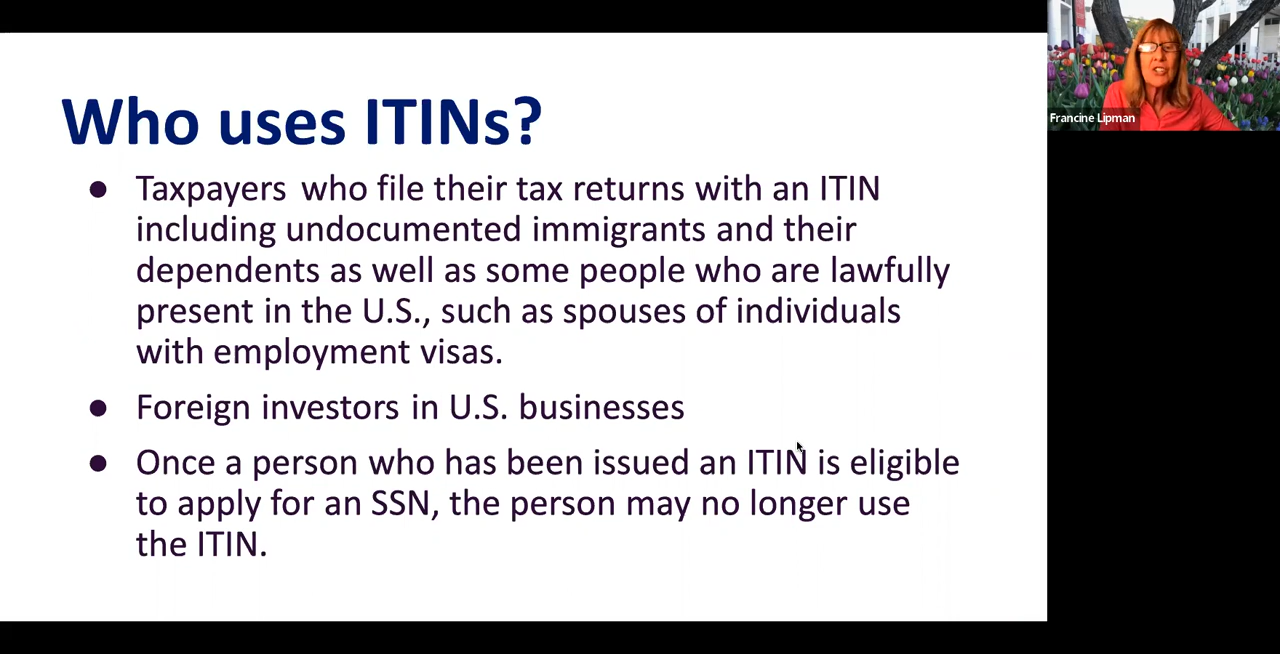 Who uses ITINs?
● Taxpayers who file their tax returns with an ITIN
including undocumented immigrants and their
dependents as well as some people who are lawfully
present in the U.S., such as spouses of individuals
with employment visas.
● Foreign investors in U.S. businesses
● Once a person who has been issued an ITIN is eligible
to apply for an SSN, the person may no longer use
the ITIN.
Francine Lipman